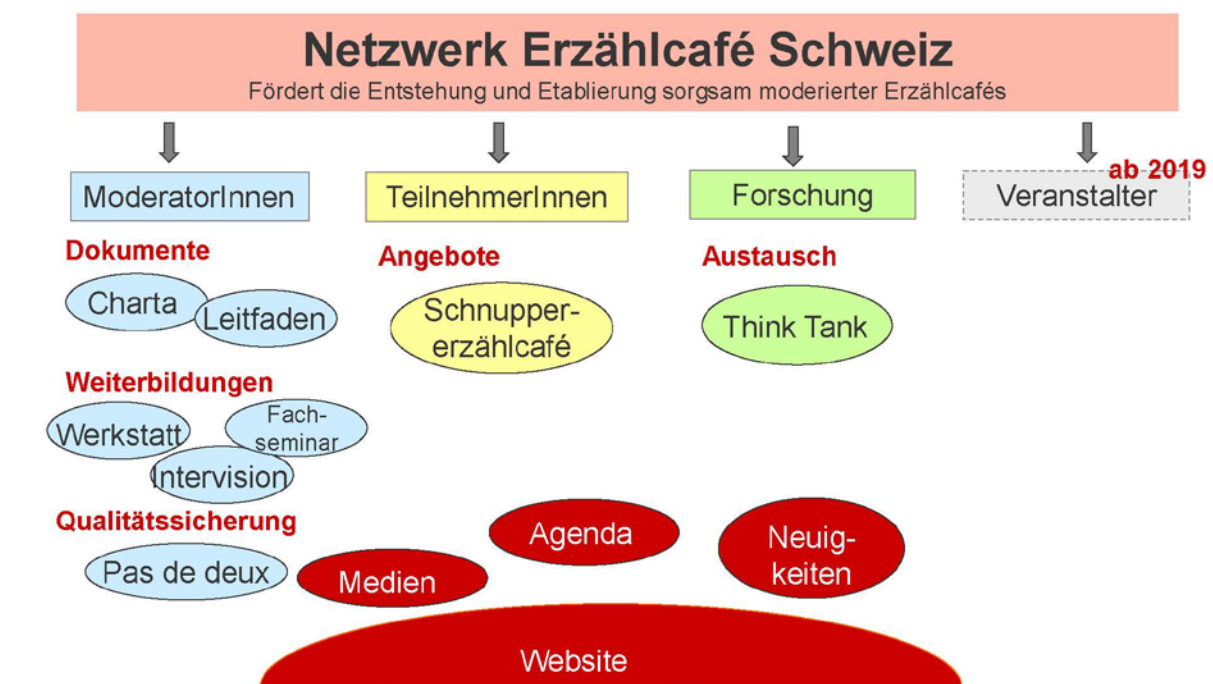 Netzwerk Erzählcafé Schweiz
Fördert die Entstehung und Etablierung sorgsam moderierter Erzählcafés
ab 2019
ModeratorInnen
TeilnehmerInnen
Forschung
Veranstalter
Dokumente
Angebote
Austausch
Charta
Leitfaden
Schnupper-
erzählcafé
Think Tank
Weiterbildungen
Werkstatt
Fach-
seminar
Intervision
Qualitätssicherung
Pas de deux
Medien
Agenda
Neuig-
keiten
Website